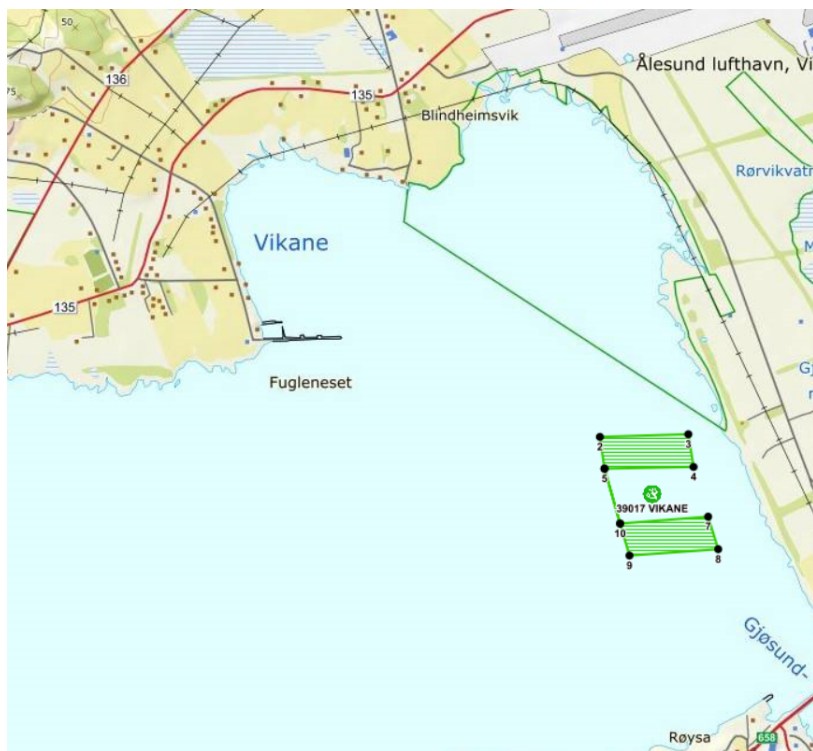 50
136
75
135
Ålesund lufthavn, Vi
Blindheimsvik
Rørvikvatn
Vikane
M
135
Gj
Fugleneset
2
3
5
4
39017 VIKANE
10
7
9
8
Gjøsund-
Røysa
658